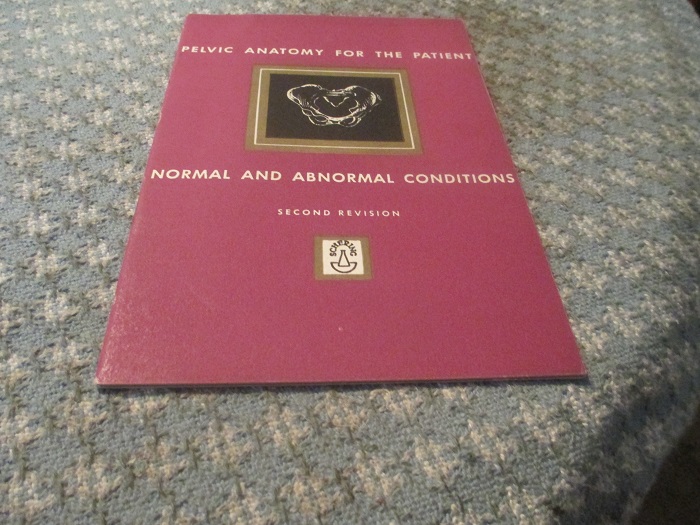 PELVIC ANATOMY FOR THE PATIENT
NORMAL AND ABNORMAL CONDITIONS
SECOND REVISION
SCHERING